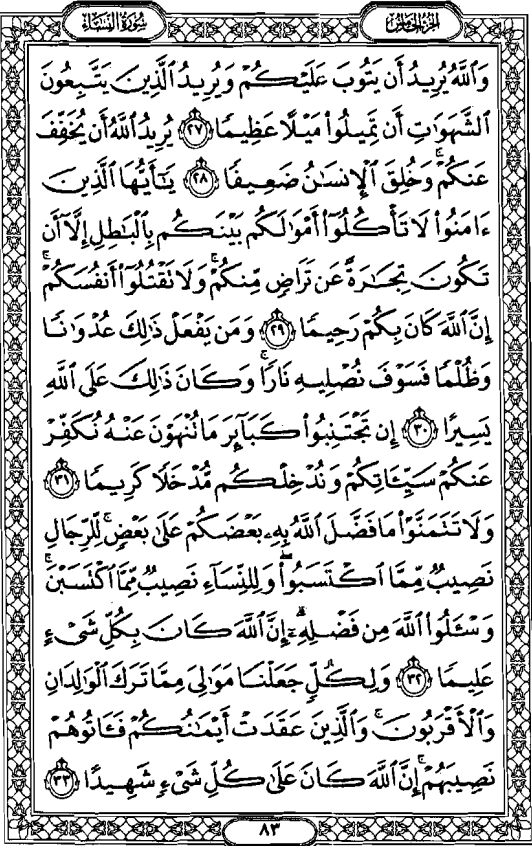 سُورَةُ النِّسَاءِ
الجزء الخامس
وَٱللَّهُ يُرِيدُ أَن يَتُوبَ عَلَيْكُمْ وَيُرِيدُ ٱلَّذِينَ يَتَّبِعُونَ
ٱلشَّهَوَٰتِ أَن تَمِيلُوا۟ مَيْلًا عَظِيمًا ٢٧ يُرِيدُ ٱللَّهُ أَن يُخَفِّفَ
عَنكُمْ ۚ وَخُلِقَ ٱلْإِنسَـٰنُ ضَعِيفًا ٢٨ يَـٰٓأَيُّهَا ٱلَّذِينَ
ءَامَنُوا۟ لَا تَأْكُلُوٓا۟ أَمْوَٰلَكُم بَيْنَكُم بِٱلْبَـٰطِلِ إِلَّآ أَن
تَكُونَ تِجَـٰرَةً عَن تَرَاضٍ مِّنكُمْ ۚ وَلَا تَقْتُلُوٓا۟ أَنفُسَكُمْ ۚ
إِنَّ ٱللَّهَ كَانَ بِكُمْ رَحِيمًا ٢٩ وَمَن يَفْعَلْ ذَٰلِكَ عُدْوَٰنًا
وَظُلْمًا فَسَوْفَ نُصْلِيهِ نَارًا ۚ وَكَانَ ذَٰلِكَ عَلَى ٱللَّهِ
يَسِيرًا ٣٠ إِن تَجْتَنِبُوا۟ كَبَآئِرَ مَا تُنْهَوْنَ عَنْهُ نُكَفِّرْ
عَنكُمْ سَيِّـَٔاتِكُمْ وَنُدْخِلْكُم مُّدْخَلًا كَرِيمًا ٣١
وَلَا تَتَمَنَّوْا۟ مَا فَضَّلَ ٱللَّهُ بِهِۦ بَعْضَكُمْ عَلَىٰ بَعْضٍ ۚ لِّلرِّجَالِ
نَصِيبٌ مِّمَّا ٱكْتَسَبُوا۟ ۖ وَلِلنِّسَآءِ نَصِيبٌ مِّمَّا ٱكْتَسَبْنَ ۚ
وَسْـَٔلُوا۟ ٱللَّهَ مِن فَضْلِهِۦٓ ۗ إِنَّ ٱللَّهَ كَانَ بِكُلِّ شَىْءٍ
عَلِيمًا ٣٢ وَلِكُلٍّ جَعَلْنَا مَوَٰلِىَ مِمَّا تَرَكَ ٱلْوَٰلِدَانِ
وَٱلْأَقْرَبُونَ ۚ وَٱلَّذِينَ عَقَدَتْ أَيْمَـٰنُكُمْ فَـَٔاتُوهُمْ
نَصِيبَهُمْ ۚ إِنَّ ٱللَّهَ كَانَ عَلَىٰ كُلِّ شَىْءٍ شَهِيدًا ٣٣
٨٣